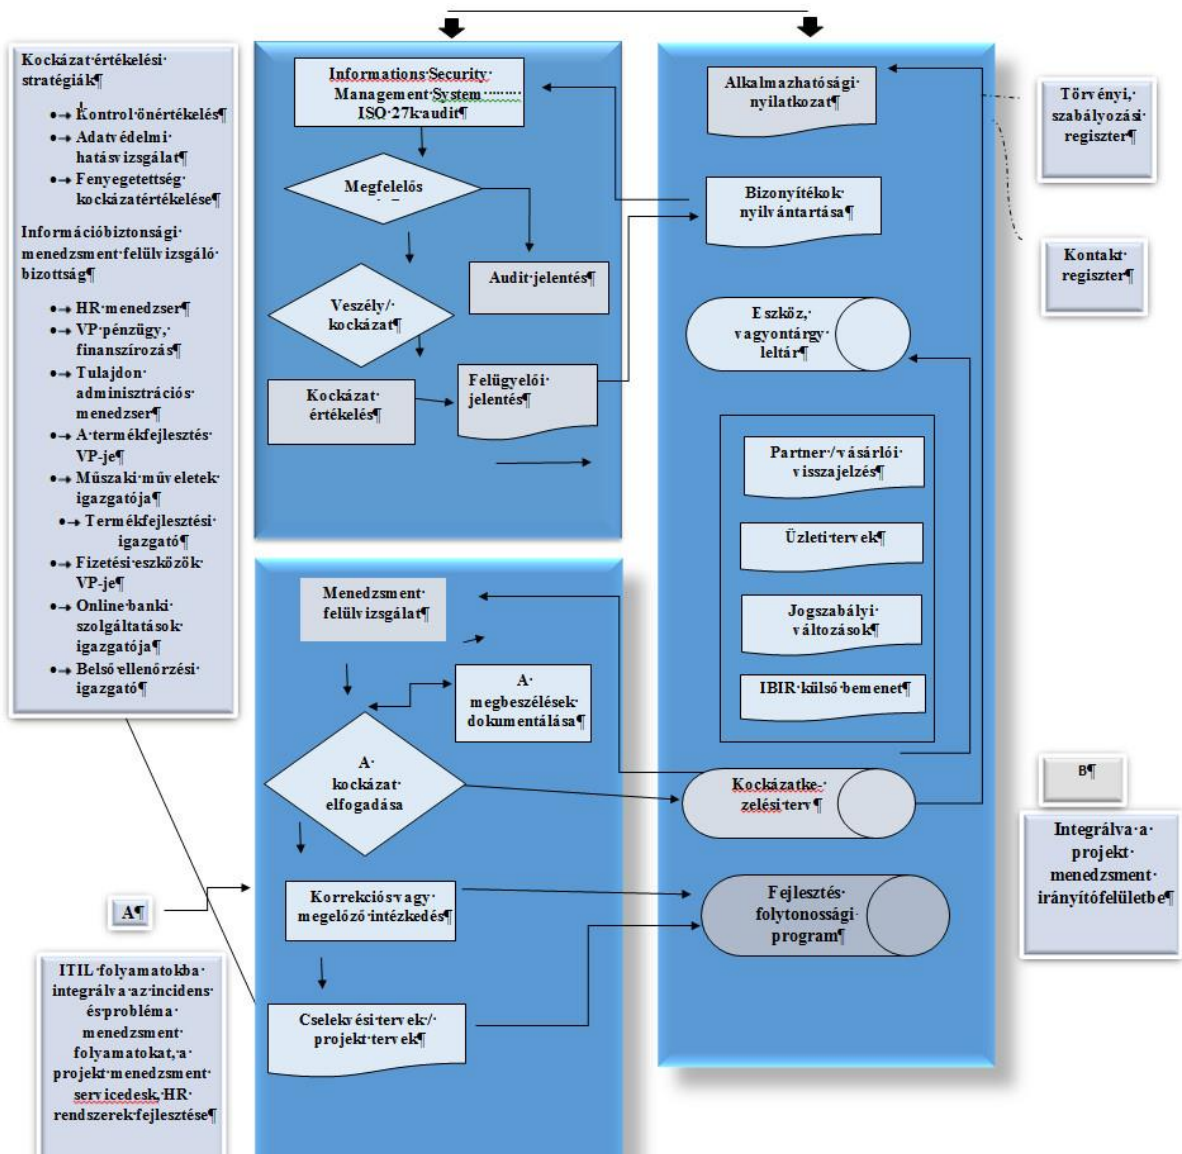 Kockázat értékelési
stratégiák¶
Kontrol önértékelés¶
Adatvédelmi
hatásvizsgálat¶
Fenyegetettség
kockázatértékelése¶
Információbiztonsági
menedzsment felülvizsgáló
bizottság¶
HR menedzser¶
VP pénzügy,
finanszírozás¶
Tulajdon
adminisztrációs
menedzser¶
A termékfejlesztés
VP-je¶
Műszaki műveletek
igazgatója¶
Termékfejlesztési
igazgató¶
Fizetési eszközök
VP-je¶
Online banki
szolgáltatások
igazgatója¶
Belső ellenőrzési
igazgató¶
A¶
ITIL folyamatokba
integrálva az incidens
és probléma
menedzsment
folyamatokat, a
projekt menedzsment
servicedesk, HR
rendszerek fejlesztése¶
Informations Security
Management System
ISO 27k audit¶
Megfelelős
Audit jelentés¶
Veszély/
kockázat¶
Kockázat
értékelés¶
Felügyelői
jelentés¶
Menedzsment
felülvizsgálat¶
A
megbeszélések
dokumentálása¶
A
kockázat
elfogadása
Korrekciós vagy
megelőző intézkedés¶
Cselekvési tervek /
projekt tervek¶
Alkalmazhatósági
nyilatkozat¶
Bizonyítékok
nyilvántartása¶
Eszköz,
vagyontárgy
leltár¶
Partner / vásárlói
visszajelzés¶
Üzleti tervek¶
Jogszabályi
változások¶
IBIR külső bemenet¶
Kockázatke-
zelési terv¶
Fejlesztés
folytonossági
program¶
Törvényi,
szabályozási
regiszter¶
Kontakt
regiszter¶
B¶
Integrálva a
projekt
menedzsment
irányítófelületbe¶